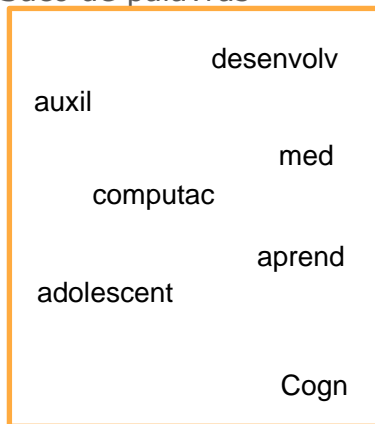 desenvolv
auxil
med
computac
aprend
adolescent
Cogn